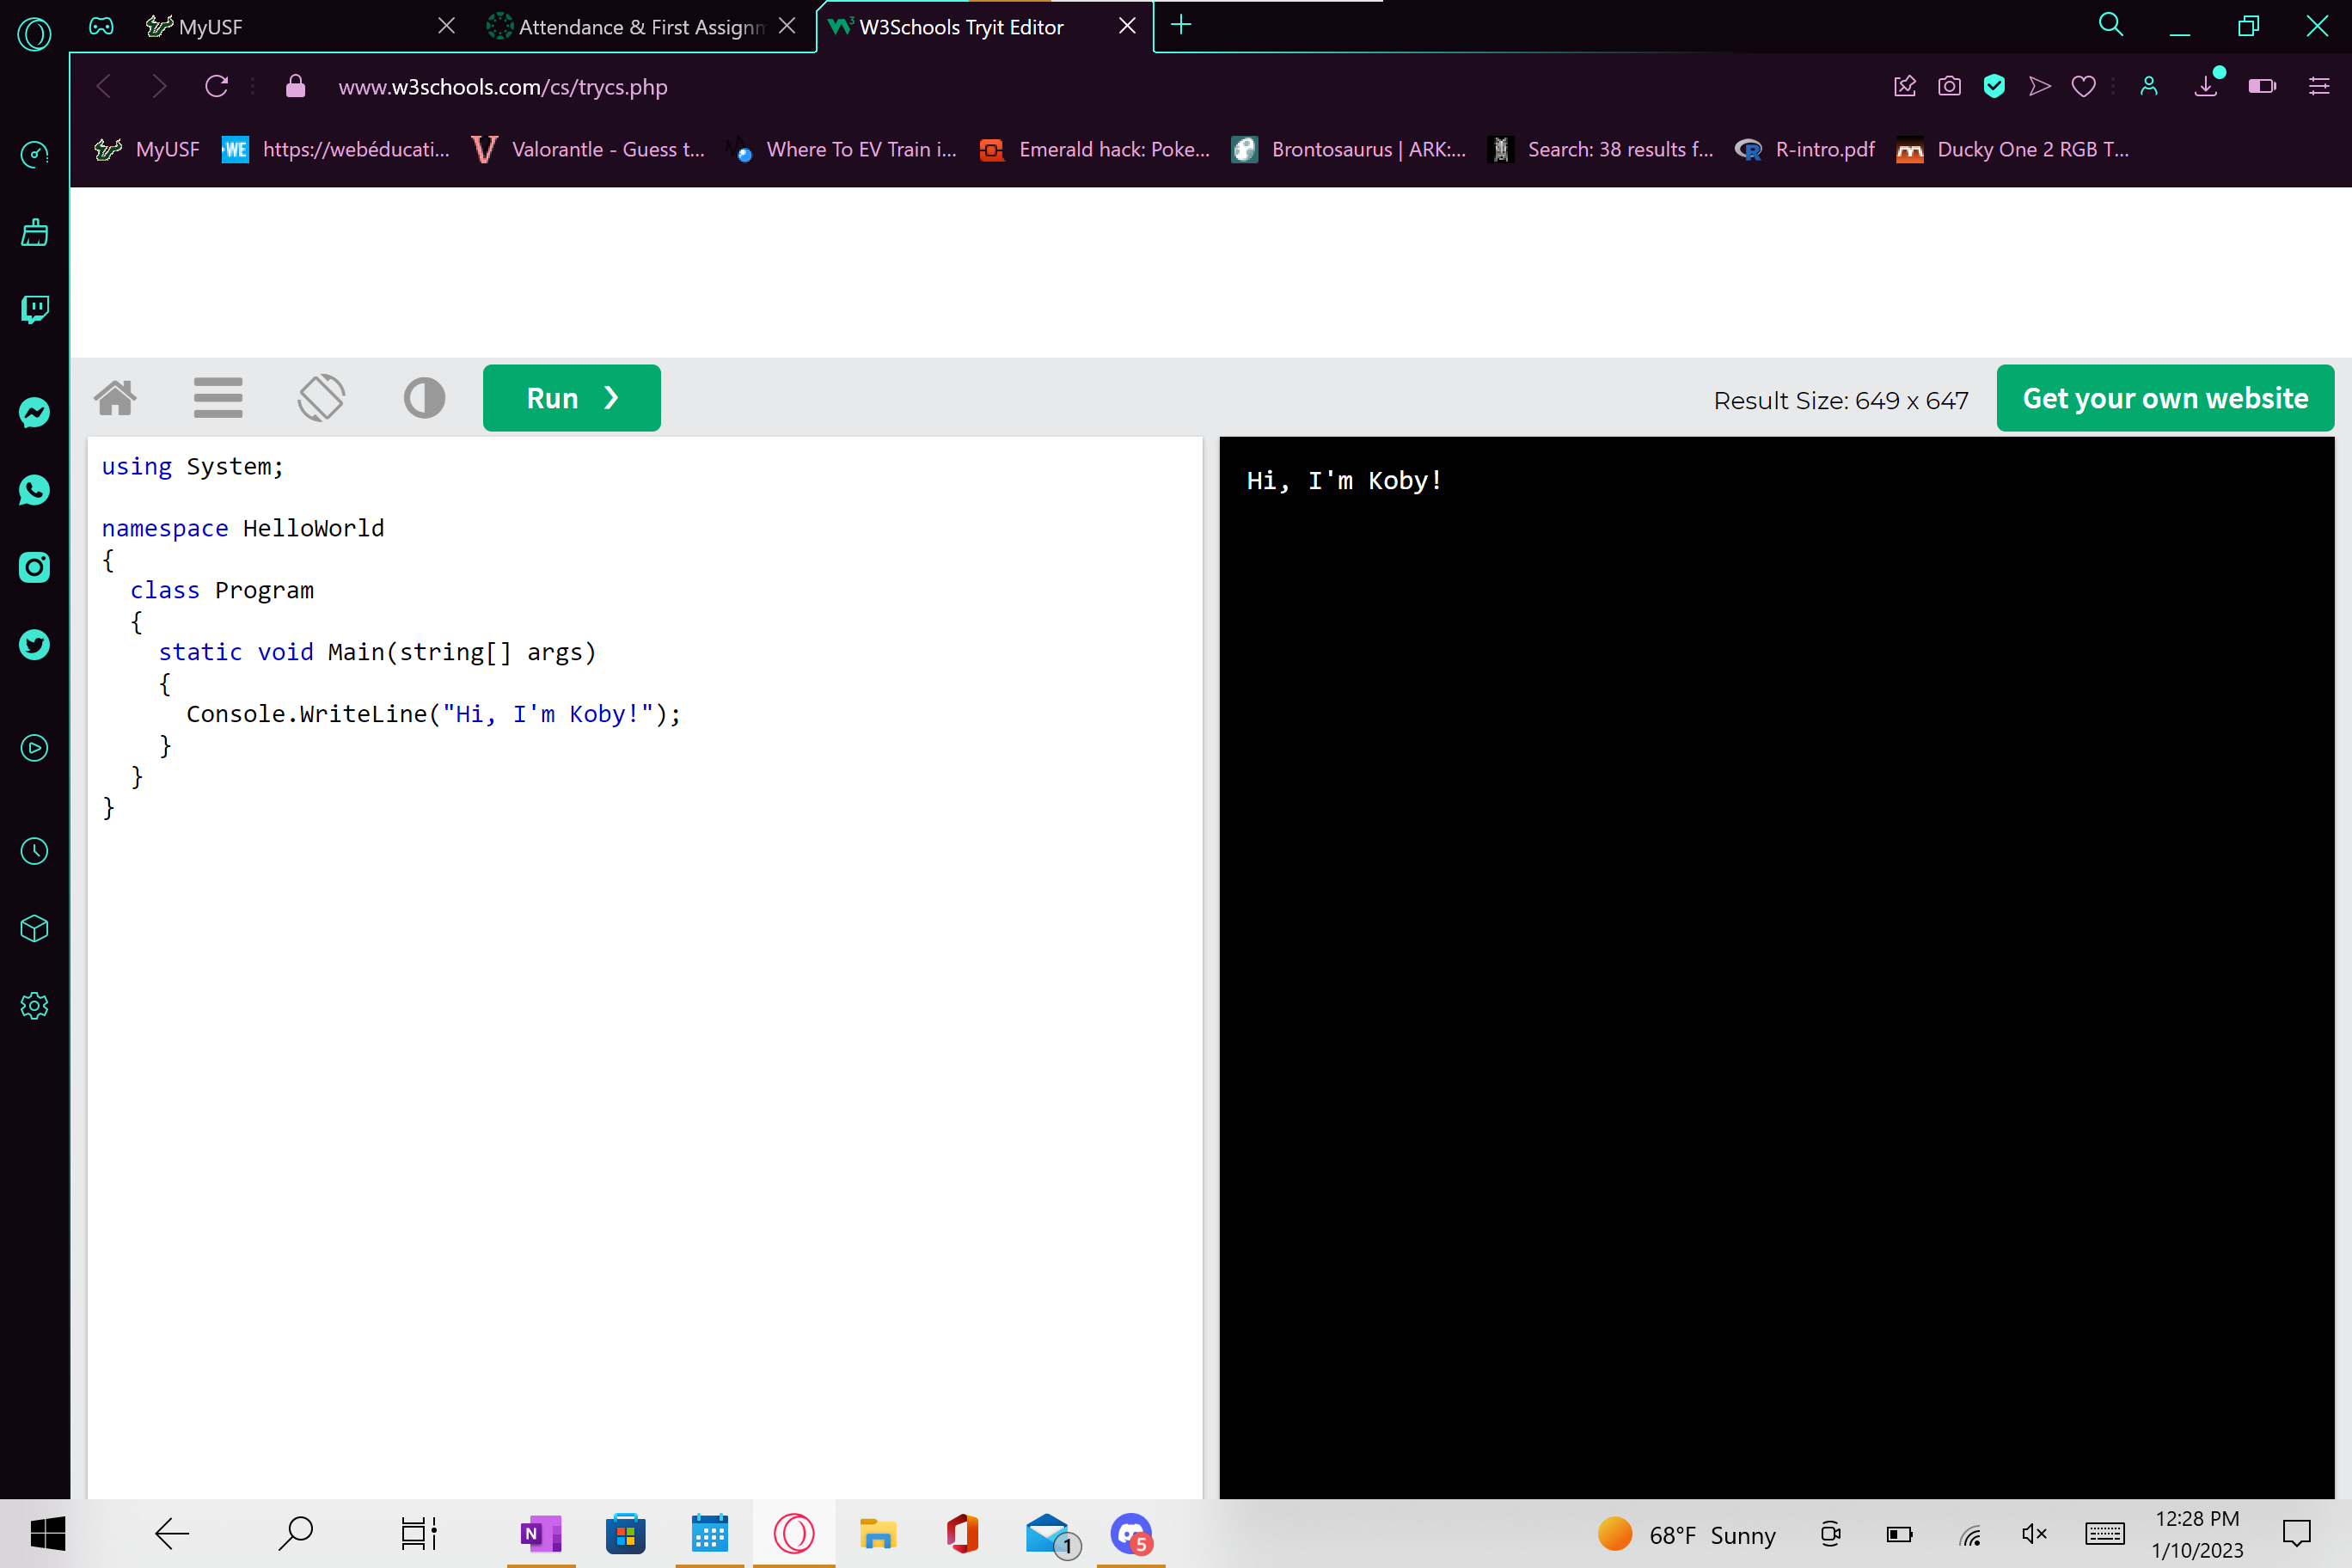 MyUSF
Attendance & First Assignm
W3Schools Tryit Editor
www.w3schools.com/cs/trycs.php
MyUSF
WE https://webéducati...
Valorantle - Guess t...
Where To EV Train i...
Emerald hack: Poke...
Brontosaurus | ARK:...
Search: 38 results f...
R-intro.pdf
Ducky One 2 RGB T...
Run ❯
Result Size: 649 x 647
Get your own website
using System;
namespace HelloWorld
{
  class Program
  {
    static void Main(string[] args)
    {
      Console.WriteLine("Hi, I'm Koby!");
    }
  }
}
Hi, I'm Koby!
N
1
5
68°F Sunny
12:28 PM
1/10/2023